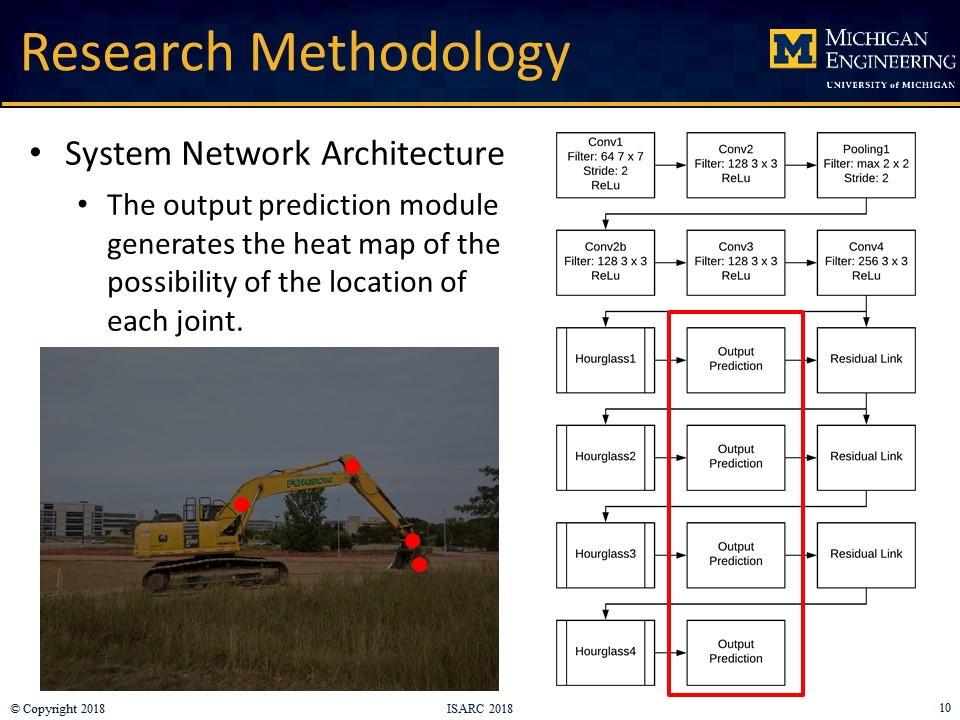 Research Methodology
MICHIGAN
ENGINEERING
UNIVERSITY of MICHIGAN
• System Network Architecture
• The output prediction module
generates the heat map of the
possibility of the location of
each joint.
FONSON
Conv1
Filter: 64 7 x 7
Stride: 2
ReLu
Conv2
Filter: 128 3 x 3
ReLu
Pooling1
Filter: max 2 x 2
Stride: 2
Conv2b
Filter: 128 3 x 3
ReLu
Conv3
Filter: 128 3 x 3
ReLu
Conv4
Filter: 256 3 x 3
ReLu
Hourglass1
Output
Prediction
Residual Link
Hourglass2
Output
Prediction
Residual Link
Hourglass3
Output
Prediction
Residual Link
Hourglass4
Output
Prediction
© Copyright 2018
ISARC 2018
10